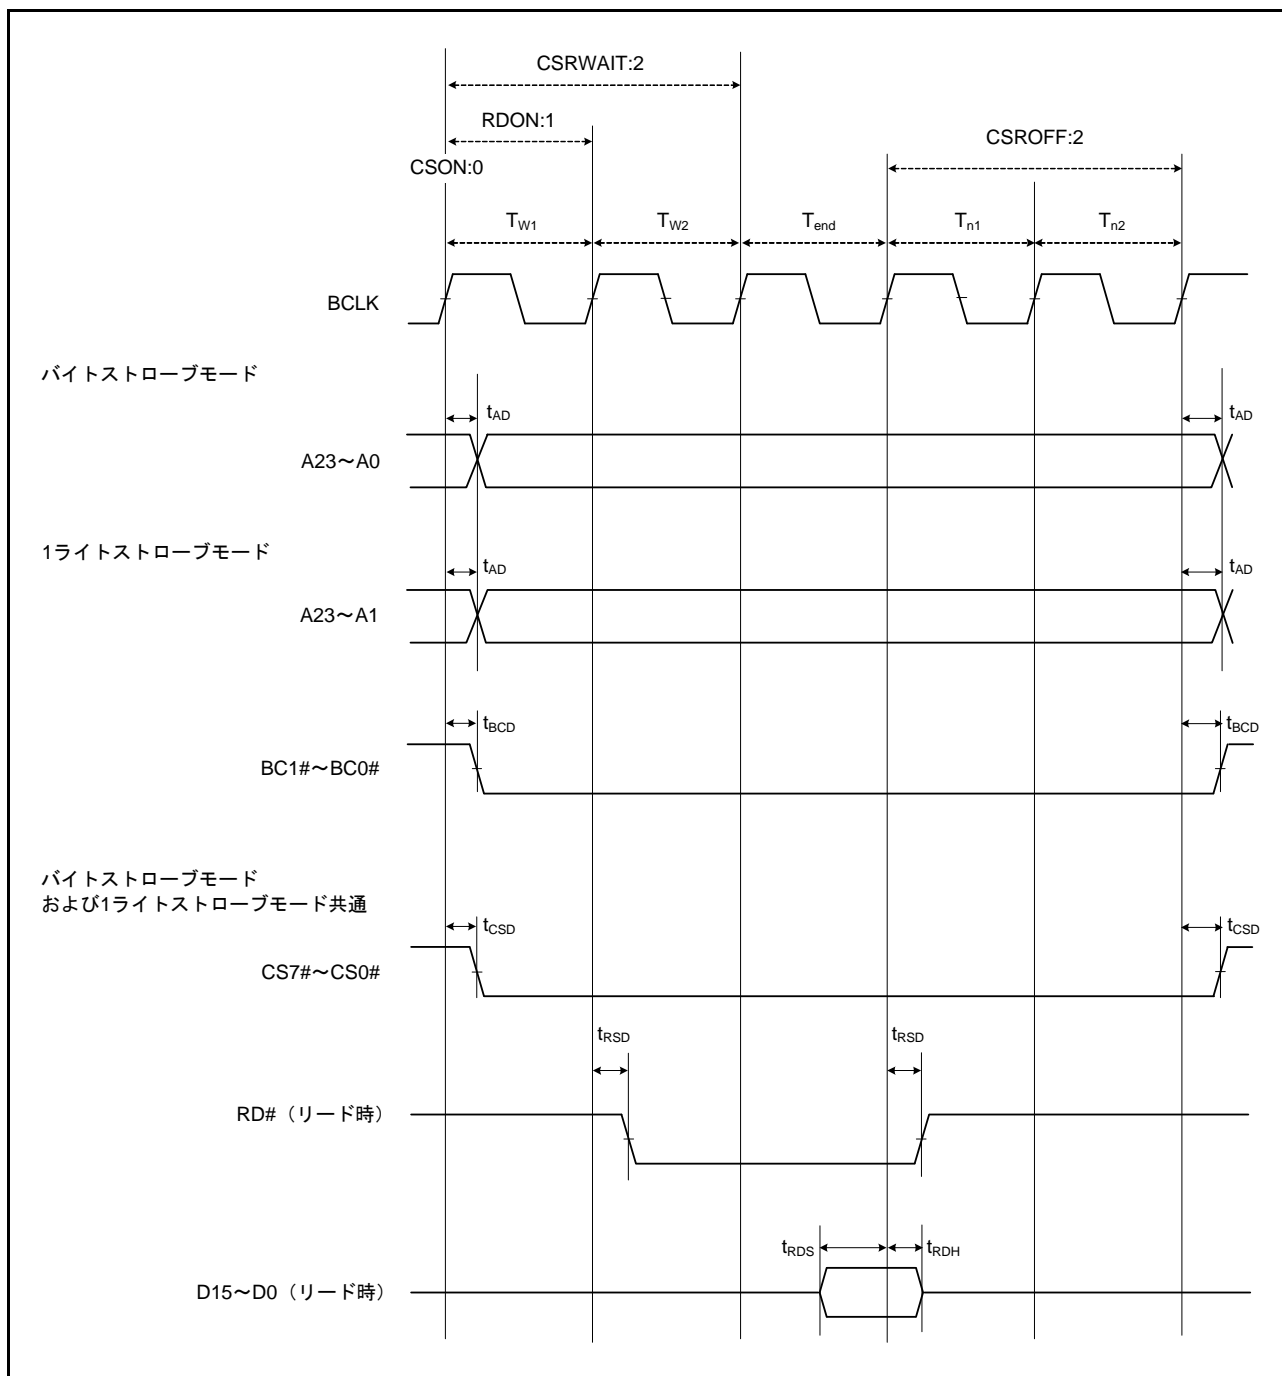 CSRWAIT:2
RDON:1
CSROFF:2
CSON:0
TW1 TW2 Tend Tn1 Tn2
BCLK
バイトストローブモード
tAD tAD
A23～A0
1ライトストローブモード
tAD tAD
A23～A1
tBCD tBCD
BC1#～BC0#
バイトストローブモード
および1ライトストローブモード共通
tCSD tCSD
CS7#～CS0#
tRSD tRSD
RD#（リード時）
tRDS tRDH
D15～D0（リード時）